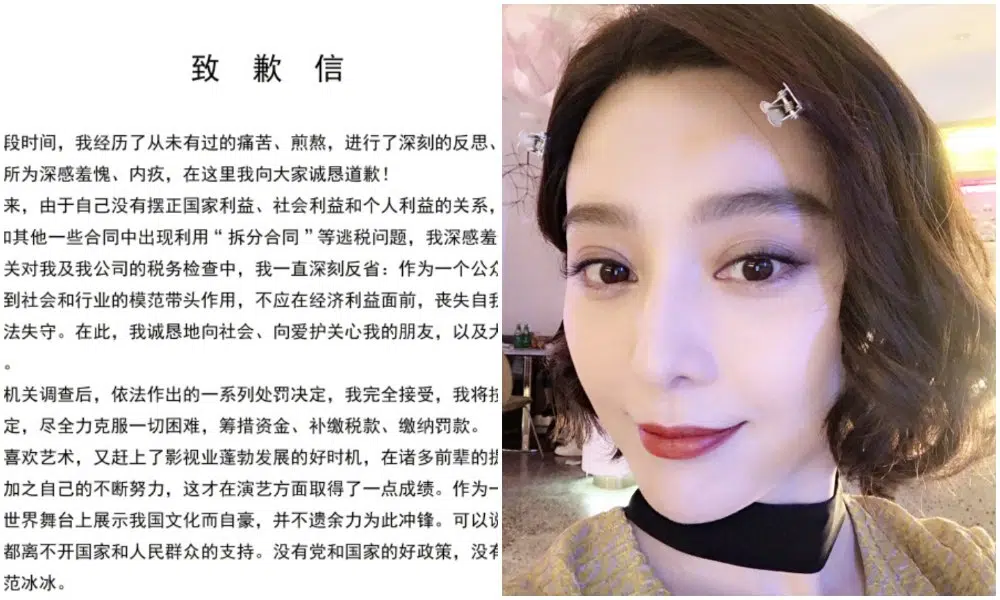 致 歉 信
段时间，我经历了从未有过的痛苦、煎熬，进行了深刻的反思、
所为深感羞愧、内疚，在这里我向大家诚恳道歉！
来，由于自己没有摆正国家利益、社会利益和个人利益的关系，
和其他一些合同中出现利用“拆分合同”等逃税问题，我深感羞
关对我及我公司的税务检查中，我一直深刻反省：作为一个公众
到社会和行业的模范带头作用，不应在经济利益面前，丧失自我
法失守。在此，我诚恳地向社会、向爱护关心我的朋友，以及大
。
机关调查后，依法作出的一系列处罚决定，我完全接受，我将按
定，尽全力克服一切困难，筹措资金、补缴税款、缴纳罚款。
喜欢艺术，又赶上了影视业蓬勃发展的好时机，在诸多前辈的提
加之自己的不断努力，这才在演艺方面取得了一点成绩。作为一
世界舞台上展示我国文化而自豪，并不遗余力为此冲锋。可以说
都离不开国家和人民群众的支持。没有党和国家的好政策，没有
范冰冰。